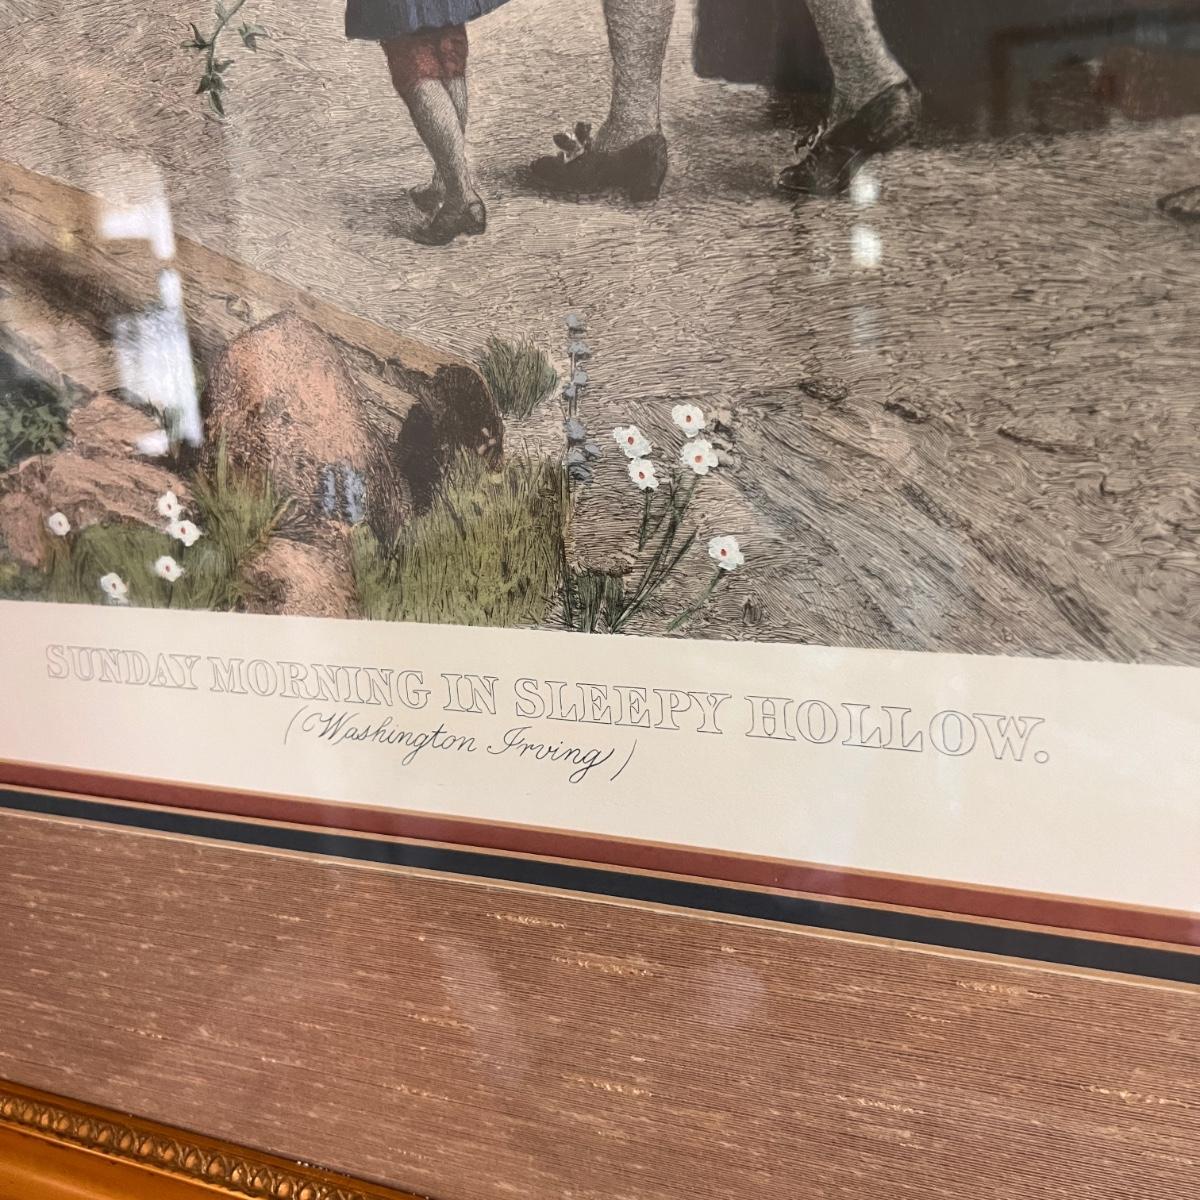 SUNDAY MORNING IN SLEEPY HOLLOW.
(Washington Irving)